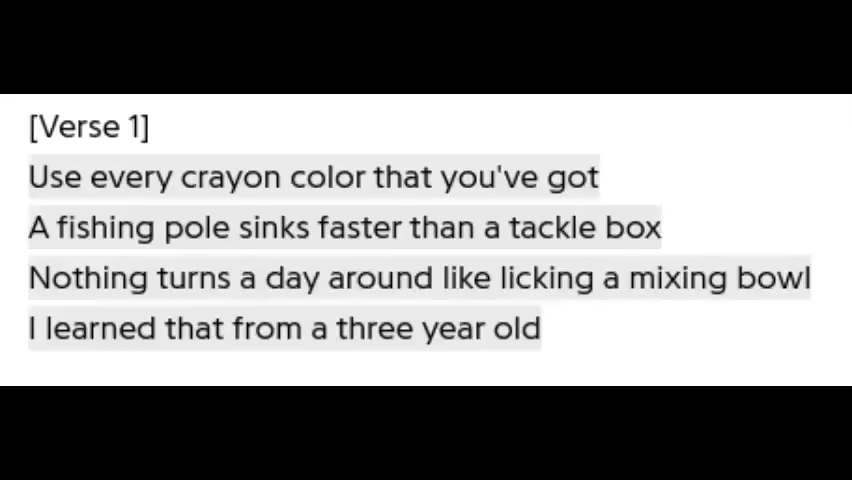 [Verse 1]
Use every crayon color that you've got
A fishing pole sinks faster than a tackle box
Nothing turns a day around like licking a mixing bowl
I learned that from a three year old